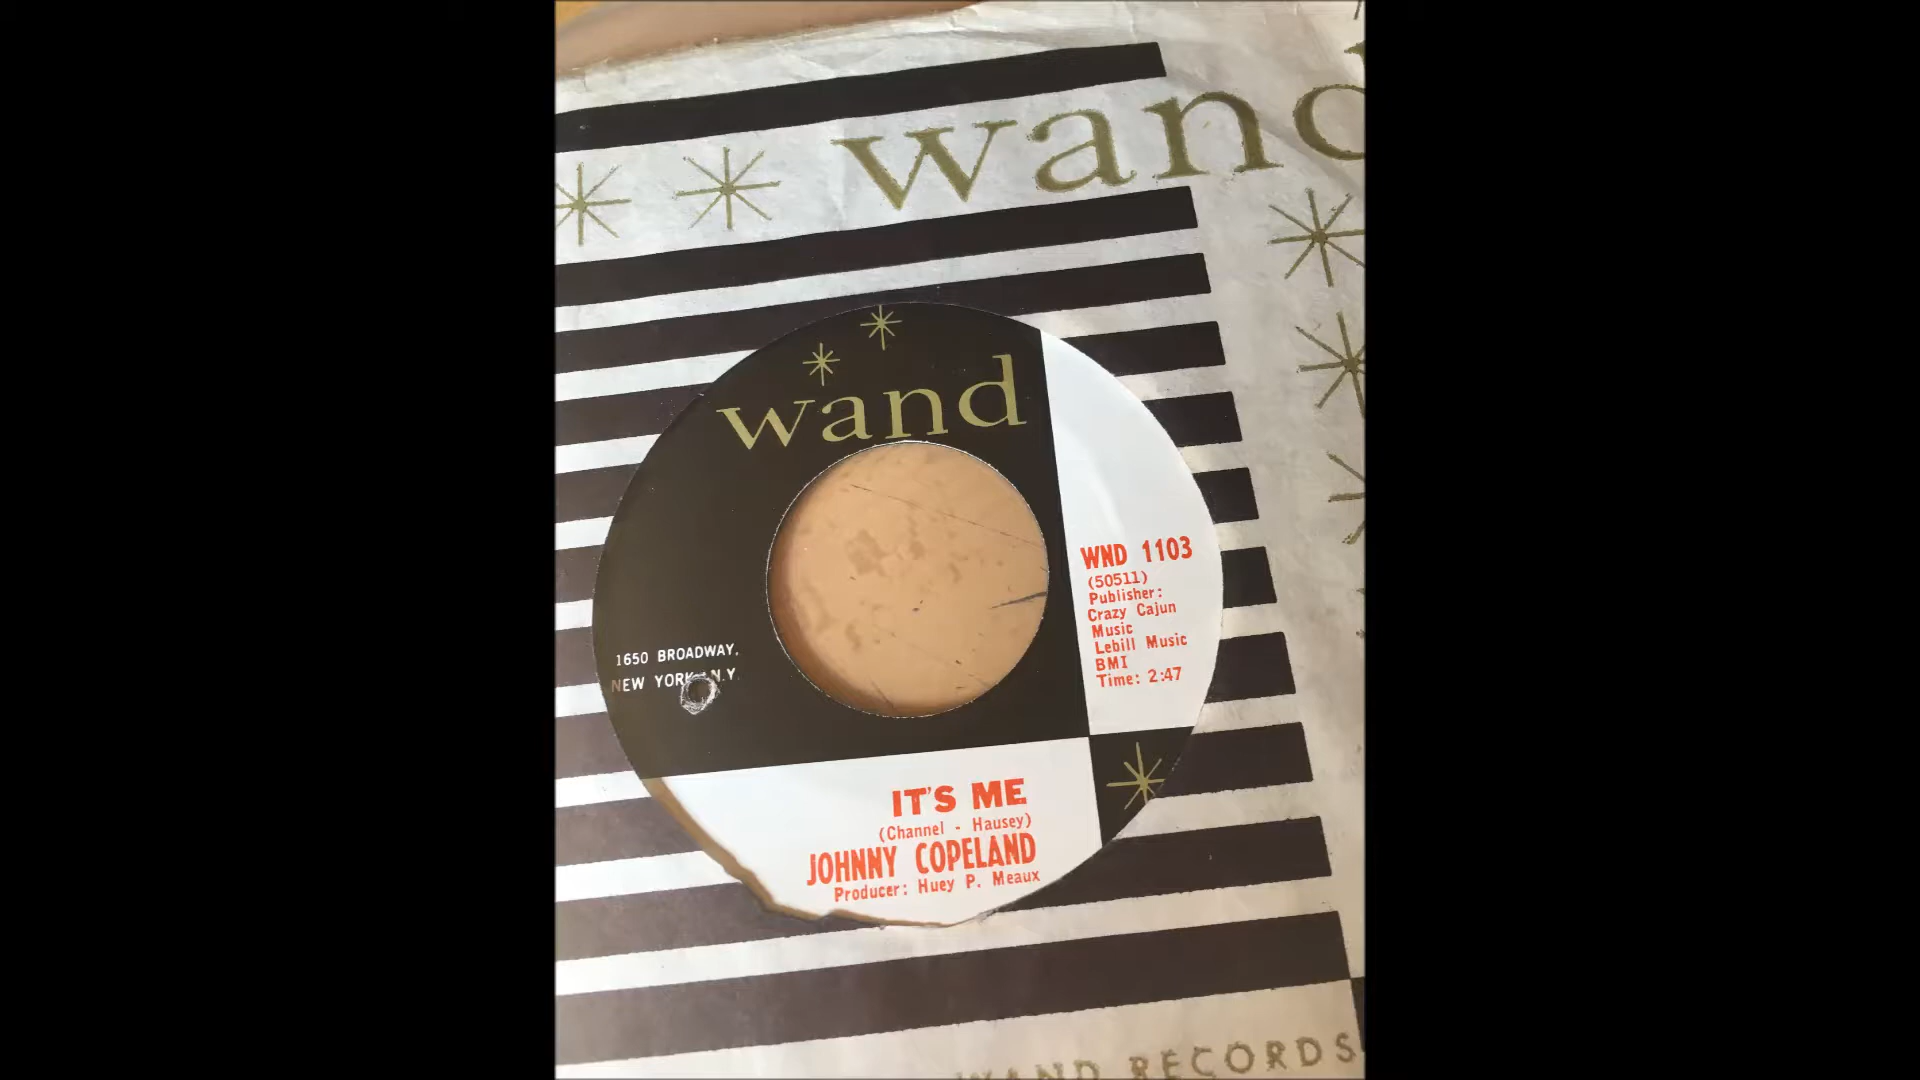 wand
wand
WND 1103
(50511)
Publisher:
Crazy Cajun
Music
Lebill Music
BMI
Time: 2:47
1650 BROADWAY,
NEW YORK, N.Y.
IT'S ME
(Channel - Hausey)
JOHNNY COPELAND
Producer: Huey P. Meaux
WAND RECORDS